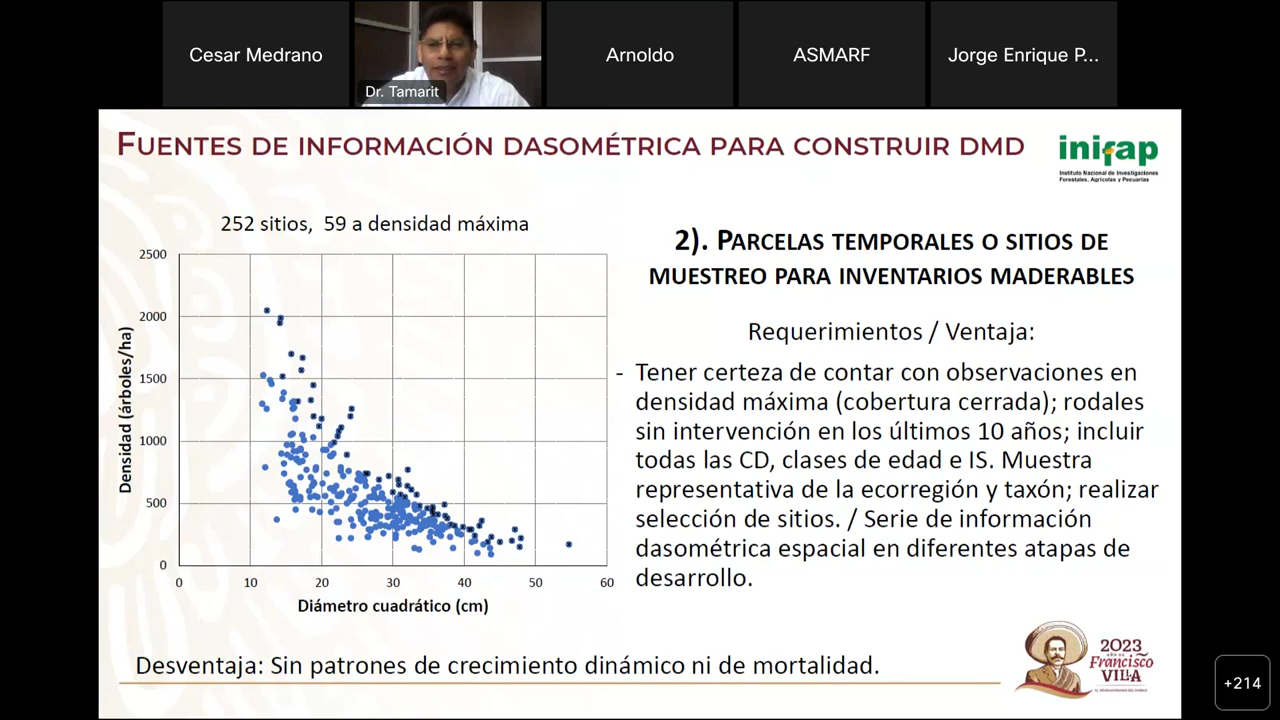 Cesar Medrano
Dr. Tamarit
Arnoldo
ASMARF
Jorge Enrique P...
FUENTES DE INFORMACIÓN DASOMÉTRICA PARA CONSTRUIR DMD
inifap
Instituto Nacional de Investigaciones
Forestales, Agrícolas y Pecuarias
252 sitios, 59 a densidad máxima
2500
2000
1500
1000
500
0
Densidad (árboles/ha)
0 10 20 30 40 50 60
Diámetro cuadrático (cm)
2). PARCELAS TEMPORALES O SITIOS DE
MUESTREO PARA INVENTARIOS MADERABLES
Requerimientos / Ventaja:
- Tener certeza de contar con observaciones en
densidad máxima (cobertura cerrada); rodales
sin intervención en los últimos 10 años; incluir
todas las CD, clases de edad e IS. Muestra
representativa de la ecorregión y taxón; realizar
selección de sitios. / Serie de información
dasométrica espacial en diferentes atapas de
desarrollo.
Desventaja: Sin patrones de crecimiento dinámico ni de mortalidad.
2023
Francisco
VILLA
+214